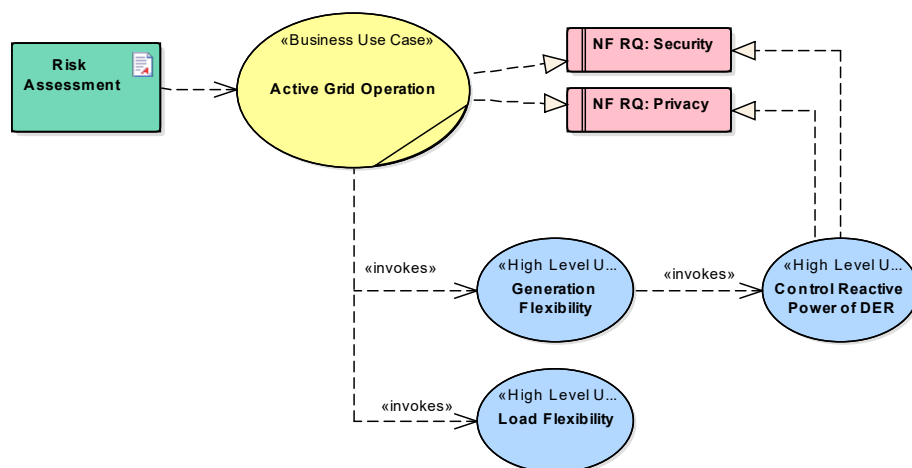 «Business Use Case»
Active Grid Operation
Risk
Assessment
NF RQ: Security
NF RQ: Privacy
«invokes»
«High Level U...
Generation
Flexibility
«invokes»
«High Level U...
Control Reactive
Power of DER
«invokes»
«High Level U...
Load Flexibility